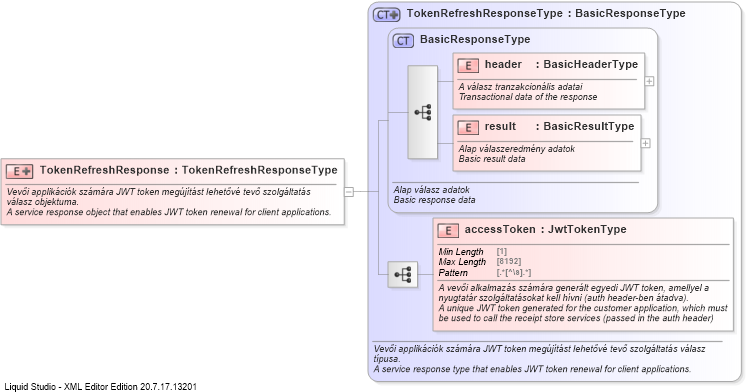 TokenRefreshResponseType : BasicResponseType
BasicResponseType
header : BasicHeaderType
A válasz tranzakcionális adatai
Transactional data of the response
result : BasicResultType
Alap válaszeredmény adatok
Basic result data
Alap válasz adatok
Basic response data
TokenRefreshResponse : TokenRefreshResponseType
Vevői applikációk számára JWT token megújítást lehetővé tevő szolgáltatás
válasz objektuma.
A service response object that enables JWT token renewal for client applications.
accessToken : JwtTokenType
Min Length [1]
Max Length [8192]
Pattern [.*[^\s].*]
A vevői alkalmazás számára generált egyedi JWT token, amellyel a
nyugtatár szolgáltatásokat kell hívni (auth header-ben átadva).
A unique JWT token generated for the customer application, which must
be used to call the receipt store services (passed in the auth header)
Vevői applikációk számára JWT token megújítást lehetővé tevő szolgáltatás válasz
típusa.
A service response type that enables JWT token renewal for client applications.
Liquid Studio - XML Editor Edition 20.7.17.13201